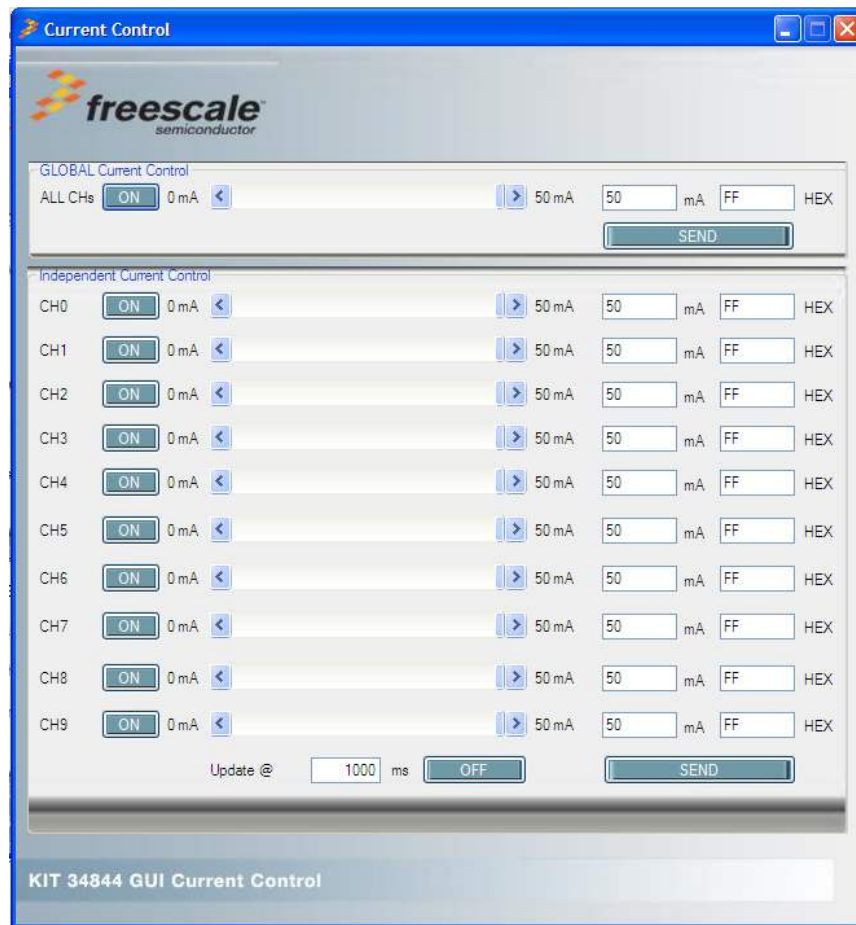 Current Control
freescale
semiconductor
GLOBAL Current Control
ALL CHs ON 0 mA 50 mA 50 mA FF HEX
SEND
Independent Current Control
CH0 ON 0 mA 50 mA 50 mA FF HEX
CH1 ON 0 mA 50 mA 50 mA FF HEX
CH2 ON 0 mA 50 mA 50 mA FF HEX
CH3 ON 0 mA 50 mA 50 mA FF HEX
CH4 ON 0 mA 50 mA 50 mA FF HEX
CH5 ON 0 mA 50 mA 50 mA FF HEX
CH6 ON 0 mA 50 mA 50 mA FF HEX
CH7 ON 0 mA 50 mA 50 mA FF HEX
CH8 ON 0 mA 50 mA 50 mA FF HEX
CH9 ON 0 mA 50 mA 50 mA FF HEX
Update @ 1000 ms OFF SEND
KIT 34844 GUI Current Control